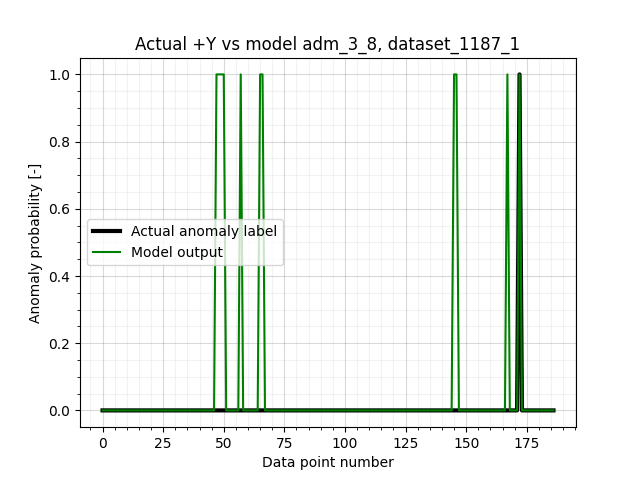 Actual +Y vs model adm_3_8, dataset_1187_1
Anomaly probability [-]
1.0
0.8
0.6
0.4
0.2
0.0
Actual anomaly label
Model output
0 25 50 75 100 125 150 175
Data point number